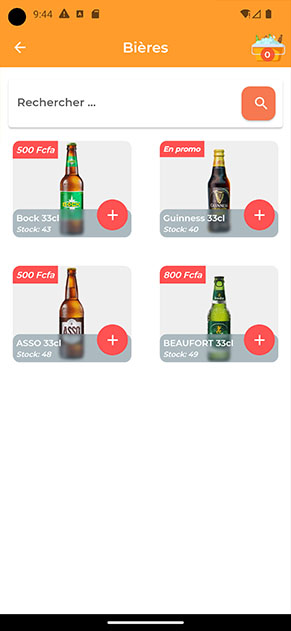 9:44
Bières
0
Rechercher ...
500 Fcfa
En promo
Bock 33cl
Stock: 43
Guinness 33cl
Stock: 40
500 Fcfa
800 Fcfa
ASSO
ASSO 33cl
Stock: 48
BEAUFORT 33cl
Stock: 49